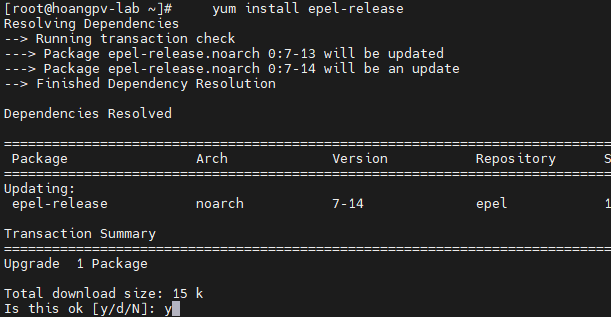 [root@hoangpv-lab ~]#     yum install epel-release
Resolving Dependencies
--> Running transaction check
---> Package epel-release.noarch 0:7-13 will be updated
---> Package epel-release.noarch 0:7-14 will be an update
--> Finished Dependency Resolution
Dependencies Resolved
================================================================================
Package Arch Version Repository S
================================================================================
Updating:
epel-release noarch 7-14 epel 1
Transaction Summary
================================================================================
Upgrade  1 Package
Total download size: 15 k
Is this ok [y/d/N]: y